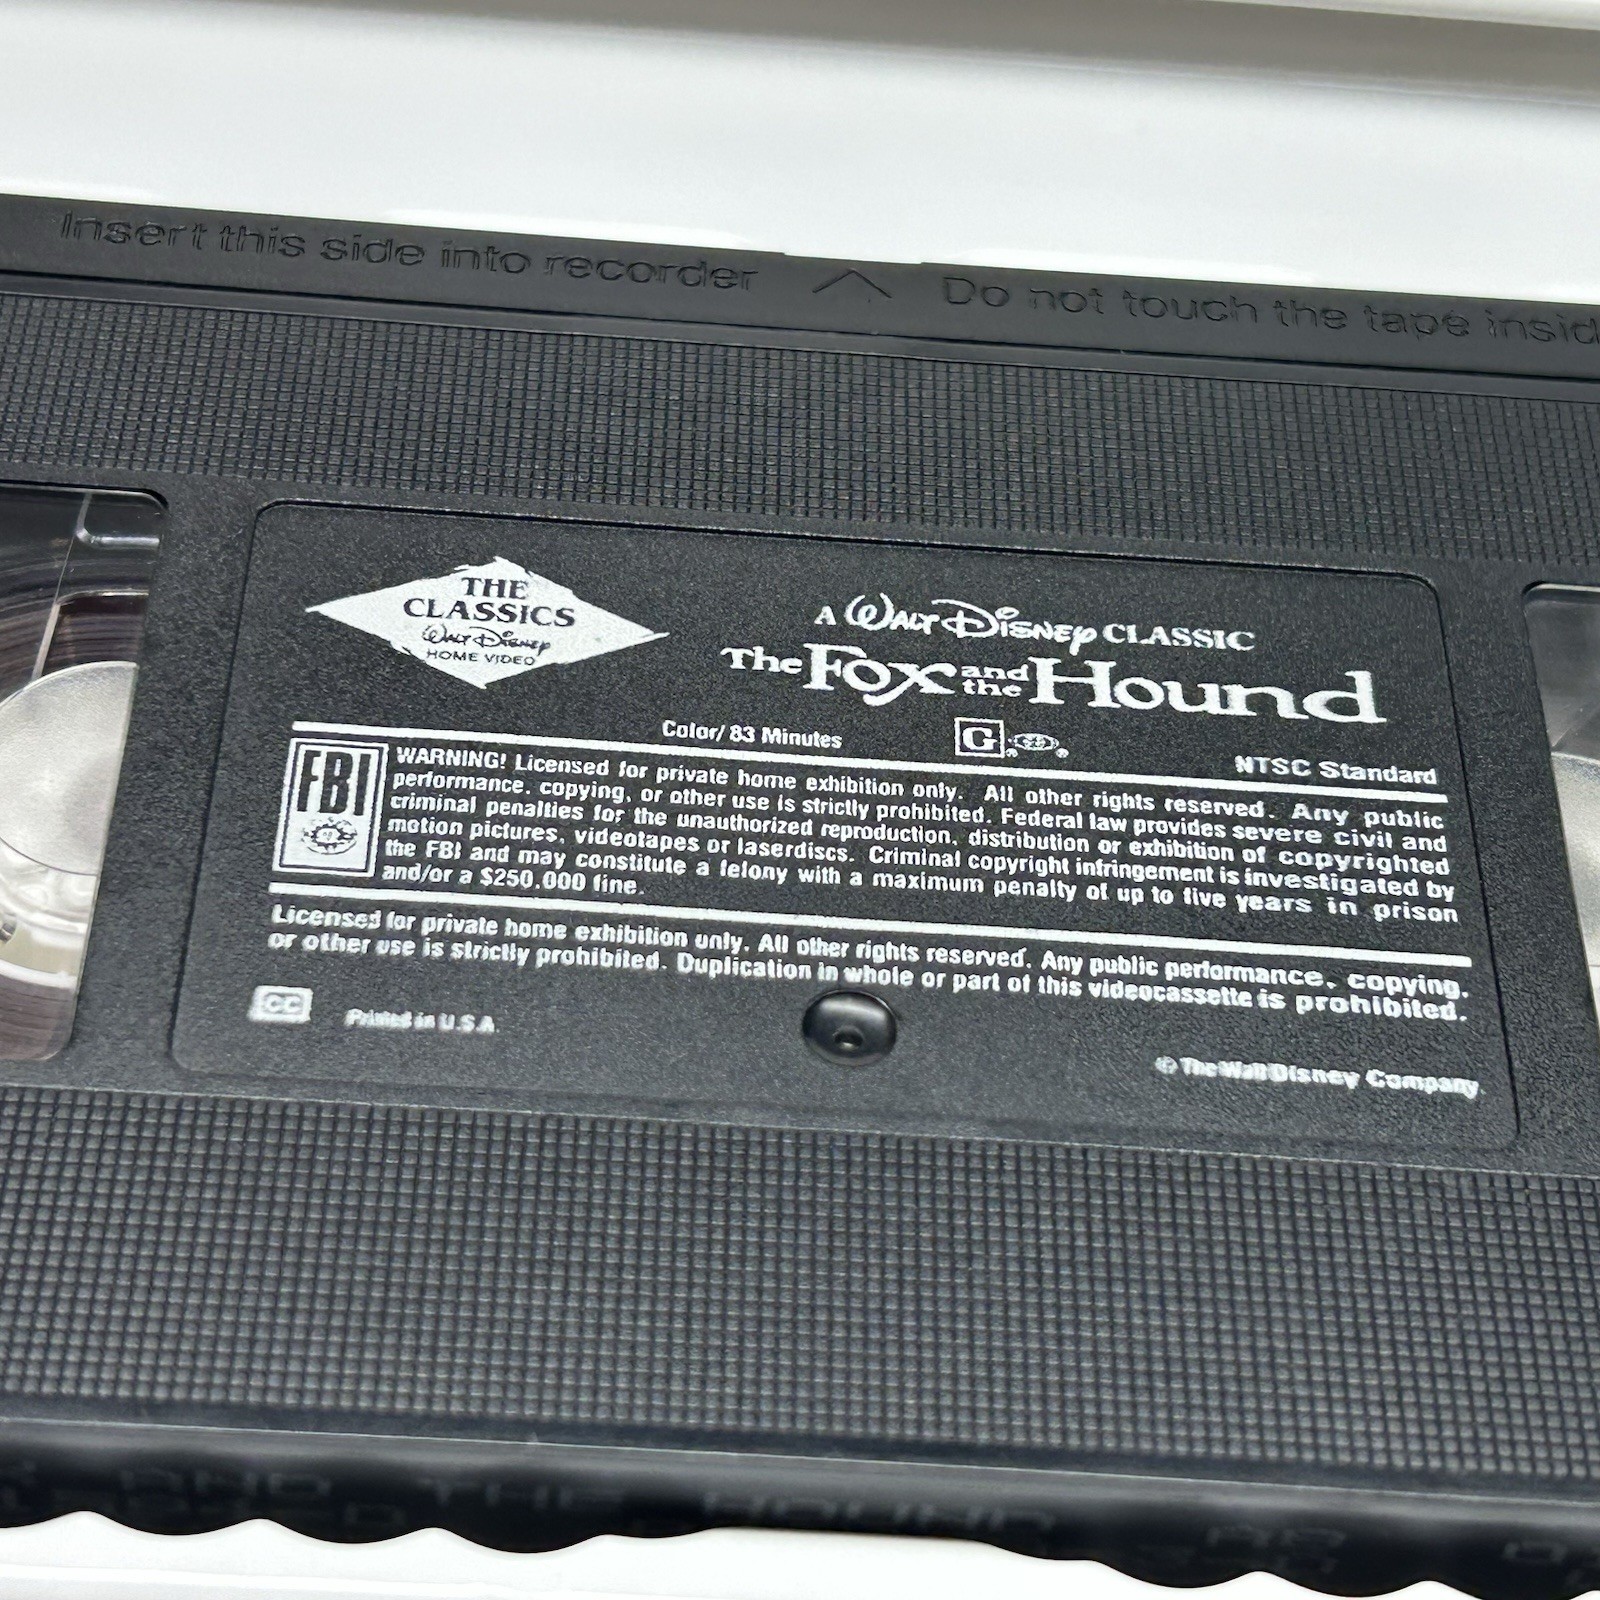 Insert this side into recorder
Do not touch the tape insid
THE
CLASSICS
Walt Disney
HOME VIDEO
A Walt Disney CLASSIC
The Fox and the Hound
Color/ 83 Minutes
G
NTSC Standard
FBI
WARNING! Licensed for private home exhibition only. All other rights reserved. Any public
performance, copying, or other use is strictly prohibited. Federal law provides severe civil and
criminal penalties for the unauthorized reproduction, distribution or exhibition of copyrighted
motion pictures, videotapes or laserdiscs. Criminal copyright infringement is investigated by
the FBI and may constitute a felony with a maximum penalty of up to five years in prison
and/or a $250,000 fine.
Licensed for private home exhibition only. All other rights reserved. Any public performance, copying,
or other use is strictly prohibited. Duplication in whole or part of this videocassette is prohibited.
CC
Printed in U.S.A.
© The Walt Disney Company.
AND THE HOUND